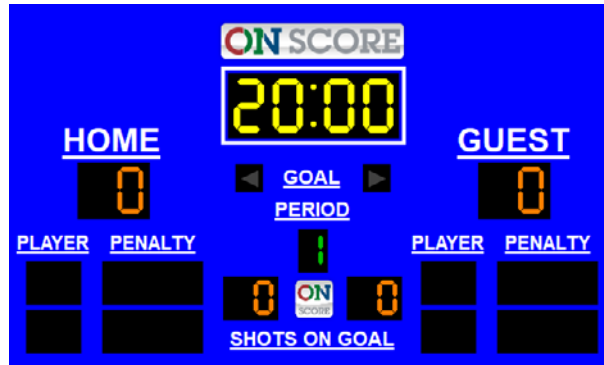 ON SCORE
20:00
HOME GUEST
0 GOAL 0
PERIOD
PLAYER PENALTY 1 PLAYER PENALTY
0 ON SCORE 0
SHOTS ON GOAL